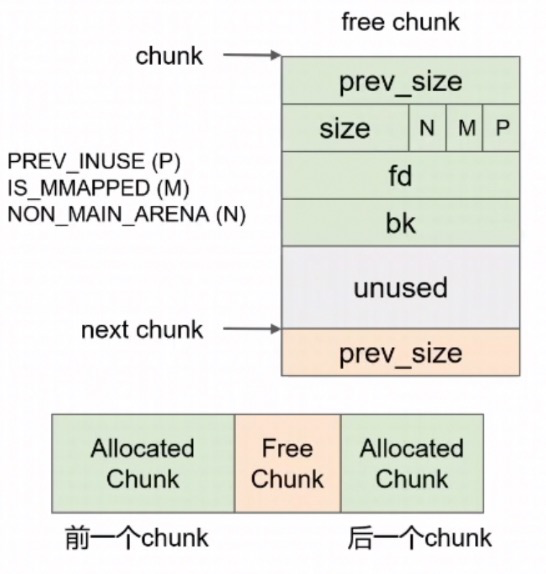 free chunk
chunk
prev_size
size N M P
PREV_INUSE (P)
IS_MMAPPED (M)
NON_MAIN_ARENA (N)
fd
bk
unused
next chunk
prev_size
Allocated
Chunk
Free
Chunk
Allocated
Chunk
前一个chunk
后一个chunk